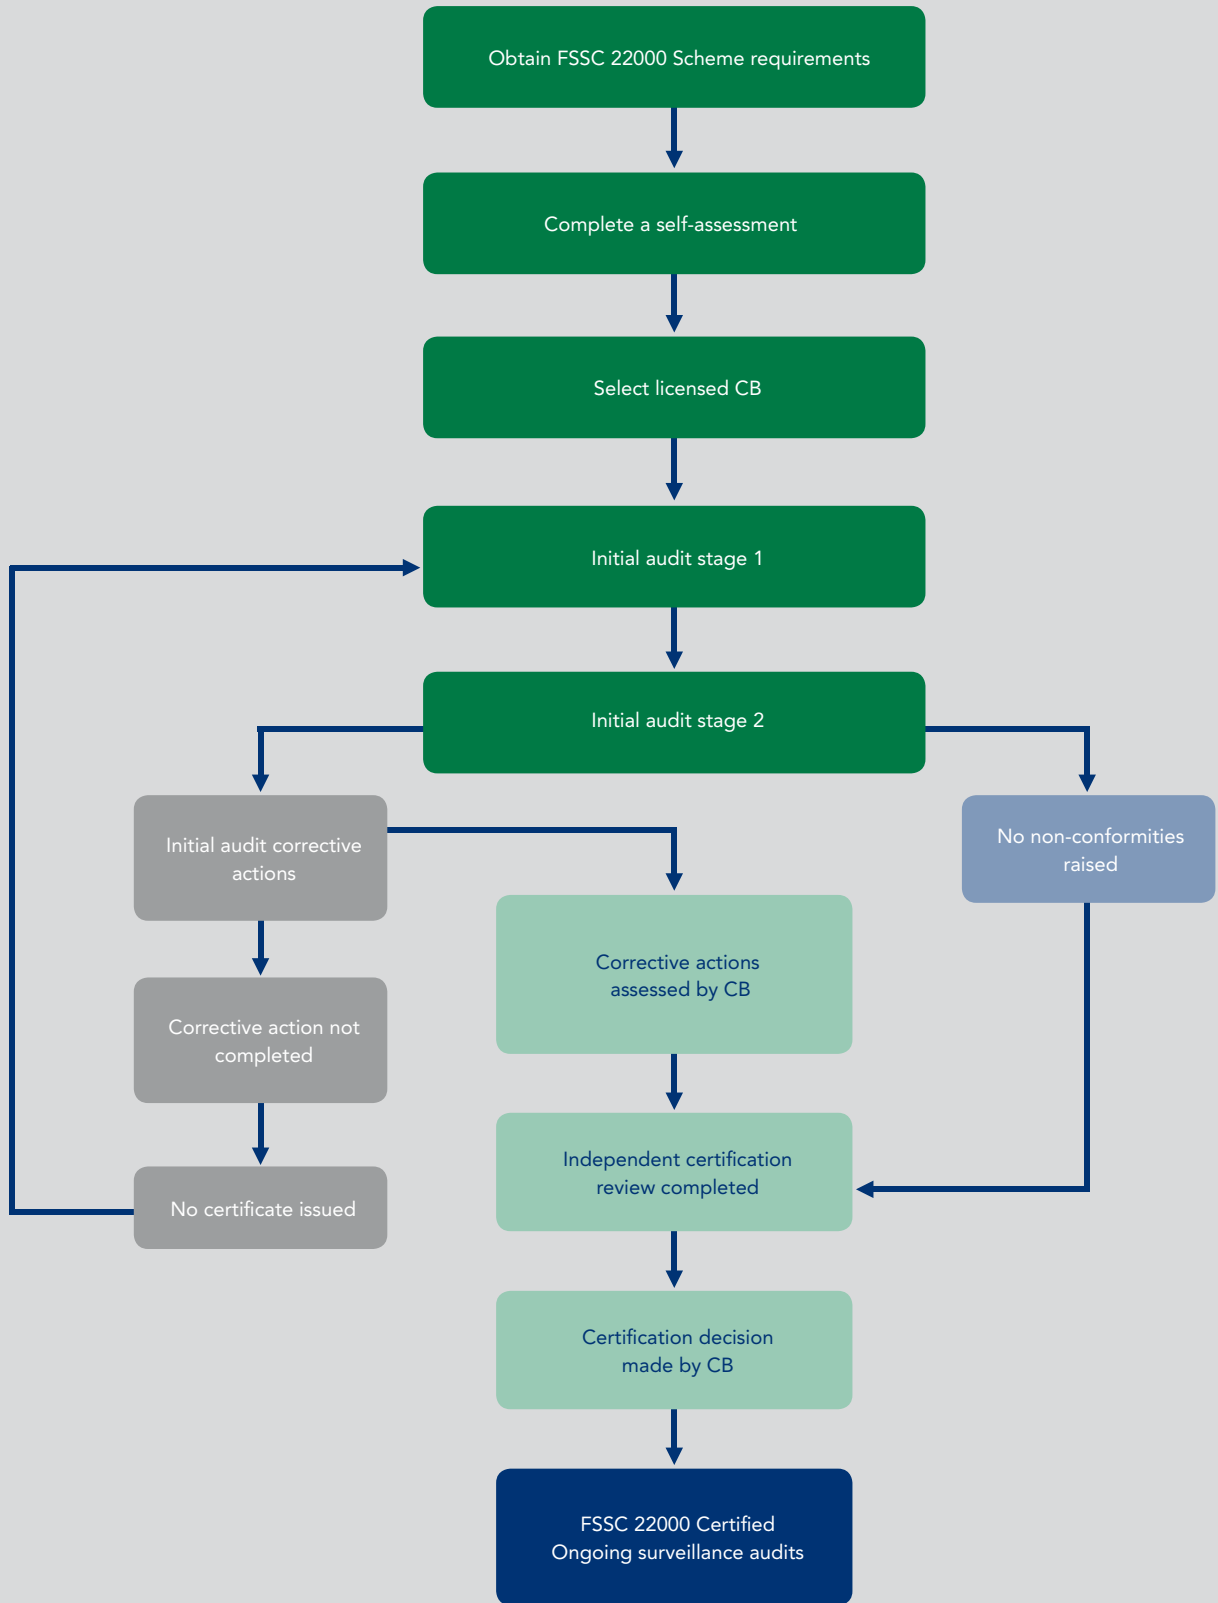 Obtain FSSC 22000 Scheme requirements
Complete a self-assessment
Select licensed CB
Initial audit stage 1
Initial audit stage 2
Initial audit corrective
actions
No non-conformities
raised
Corrective actions
assessed by CB
Corrective action not
completed
Independent certification
review completed
No certificate issued
Certification decision
made by CB
FSSC 22000 Certified
Ongoing surveillance audits